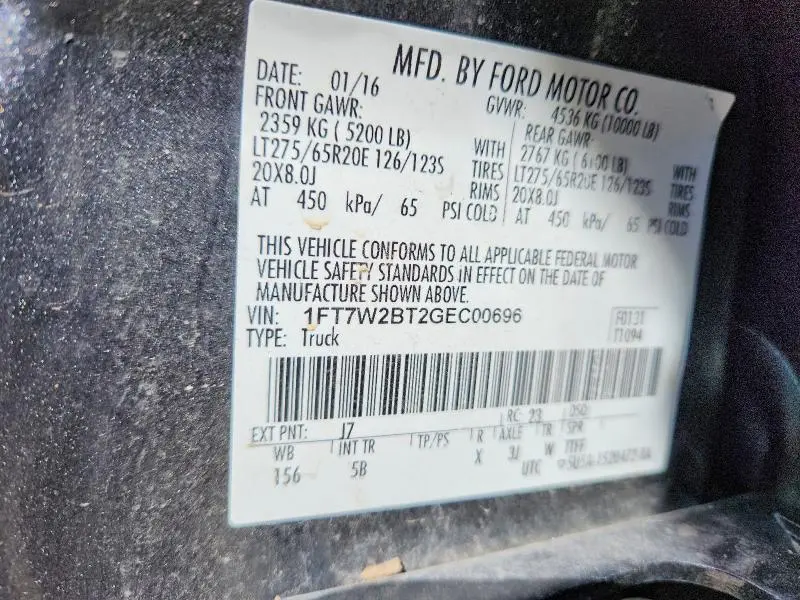 MFD. BY FORD MOTOR CO.
DATE: 01/16 GVWR: 4536 KG (10000 LB)
FRONT GAWR: REAR GAWR:
2359 KG ( 5200 LB) WITH 2767 KG ( 6100 LB) WITH
LT275/65R20E 126/123S TIRES LT275/65R20E 126/123S TIRES
20X8.0J RIMS 20X8.0J RIMS
AT 450 kPa/ 65 PSI COLD AT 450 kPa/ 65 PSI COLD
THIS VEHICLE CONFORMS TO ALL APPLICABLE FEDERAL MOTOR
VEHICLE SAFETY STANDARDS IN EFFECT ON THE DATE OF
MANUFACTURE SHOWN ABOVE.
VIN: 1FT7W2BT2GEC00696 F0131
TYPE: Truck T1094
RC: 23 DSO:
EXT PNT: J7
WB INT TR TP/PS R AXLE TR SPR
156 5B X 3J W
UTC